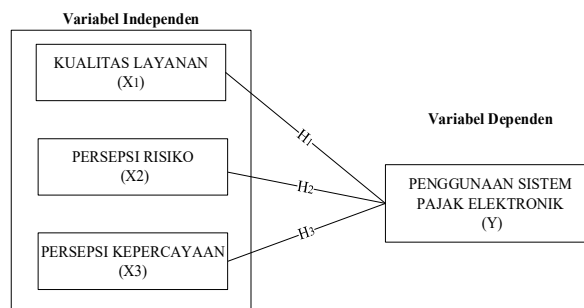 Variabel Independen
KUALITAS LAYANAN
(X1)
H1
PERSEPSI RISIKO
(X2)
H2
PERSEPSI KEPERCAYAAN
(X3)
H3
Variabel Dependen
PENGGUNAAN SISTEM
PAJAK ELEKTRONIK
(Y)